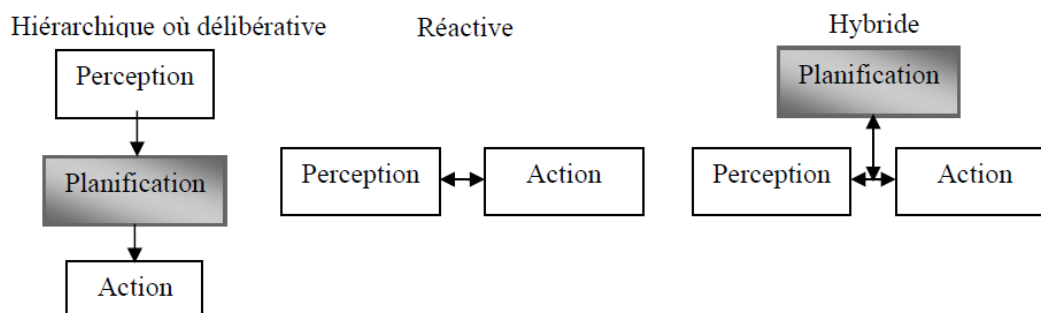 Hiérarchique où délibérative
Perception
Planification
Action
Réactive
Perception
Action
Hybride
Planification
Perception
Action